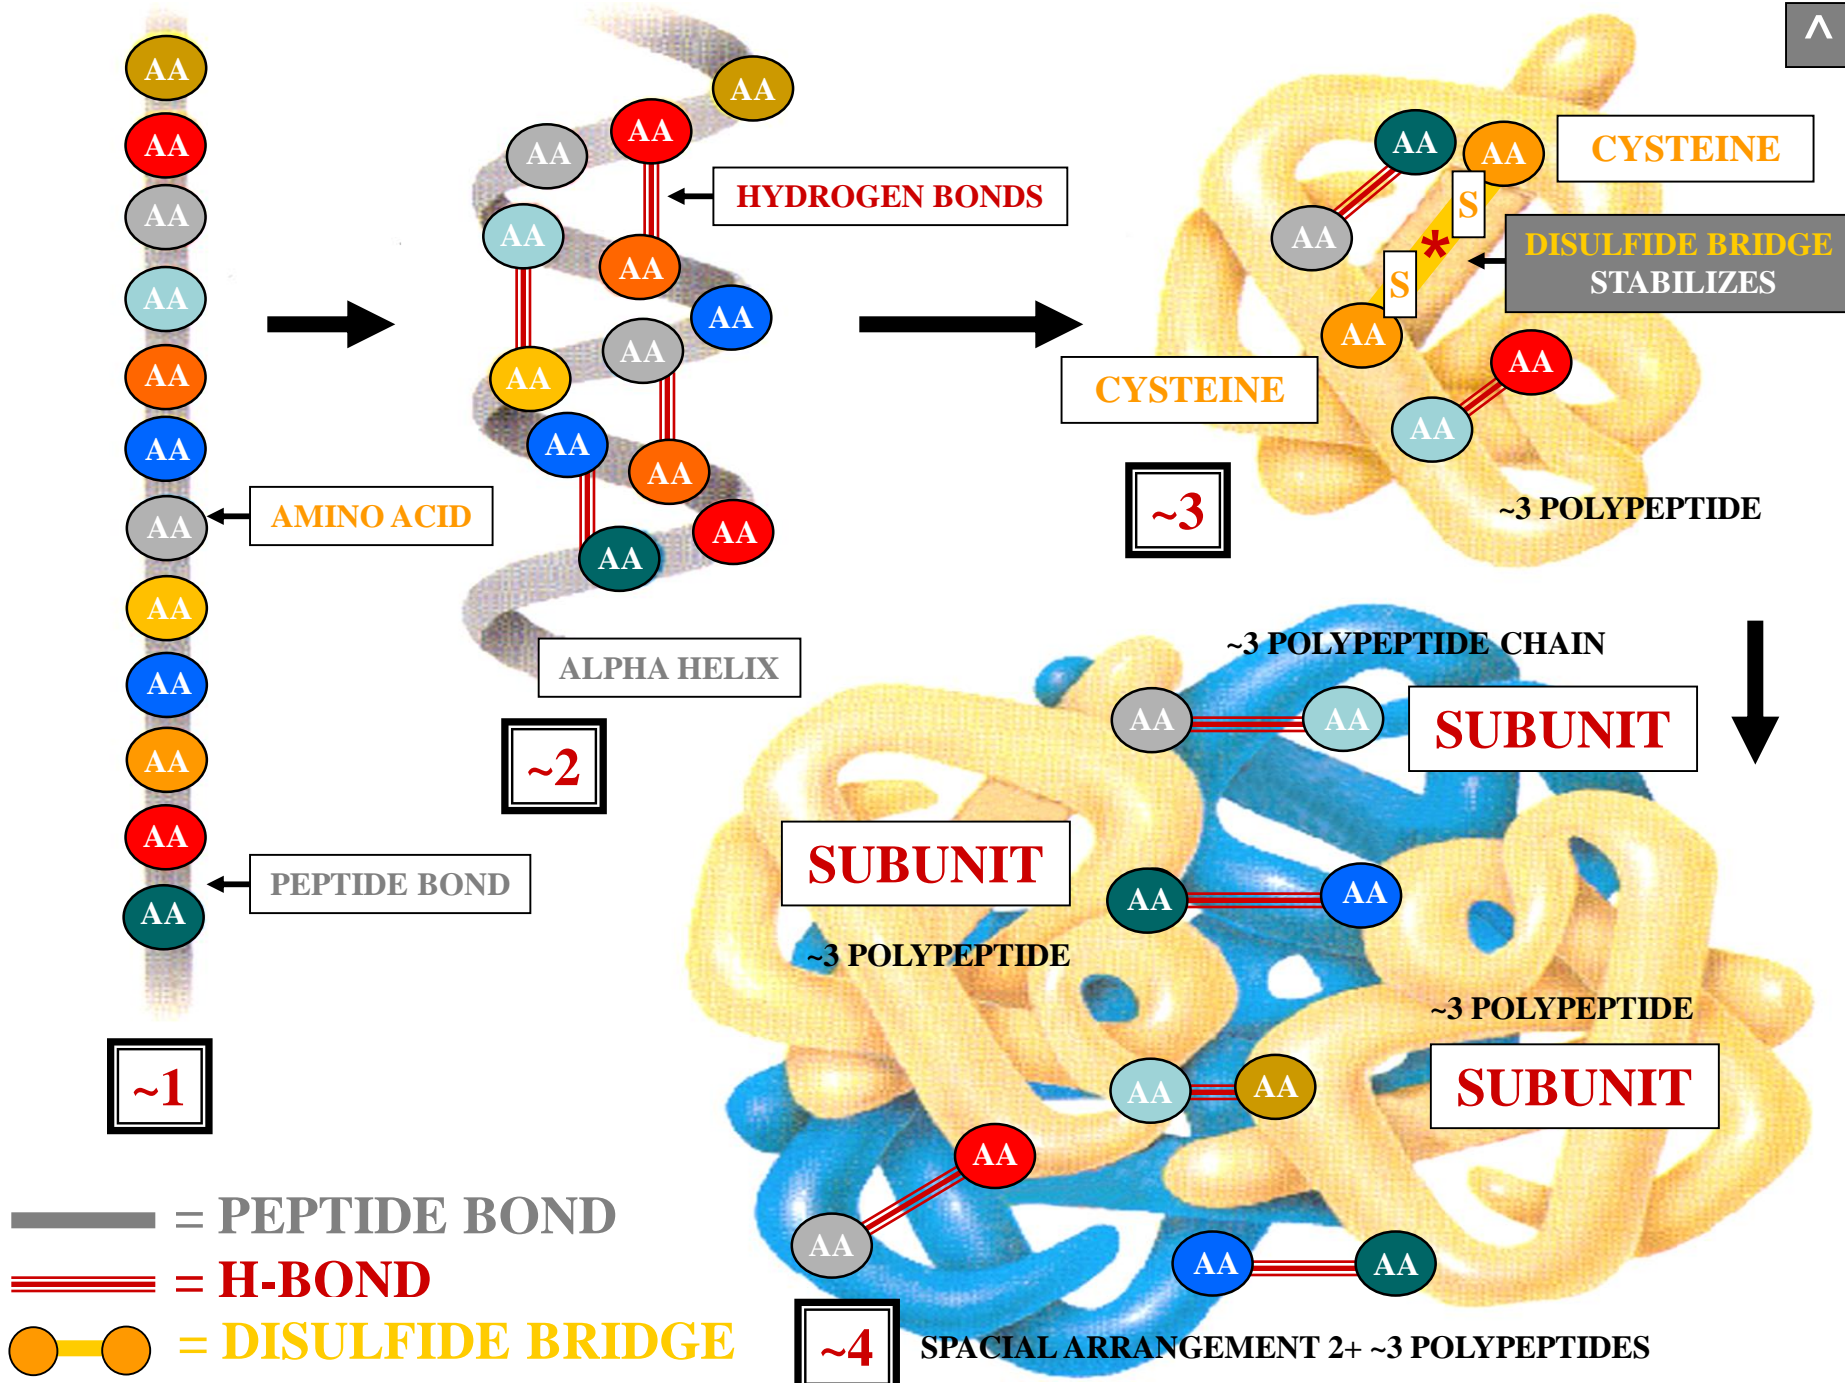 ^
AA
AA
AA
AA
AA
AA
AA
AA
AA
AA
AA
AA
AMINO ACID
PEPTIDE BOND
~1
AA
AA
AA
AA
AA
AA
AA
AA
AA
AA
AA
AA
HYDROGEN BONDS
ALPHA HELIX
~2
AA
AA
CYSTEINE
S
AA
DISULFIDE BRIDGE
STABILIZES
S
AA
AA
CYSTEINE
AA
~3
~3 POLYPEPTIDE
~3 POLYPEPTIDE CHAIN
AA
AA
SUBUNIT
SUBUNIT
AA
AA
~3 POLYPEPTIDE
~3 POLYPEPTIDE
AA
AA
SUBUNIT
AA
AA
AA
AA
= PEPTIDE BOND
= H-BOND
= DISULFIDE BRIDGE
~4
SPACIAL ARRANGEMENT 2+ ~3 POLYPEPTIDES